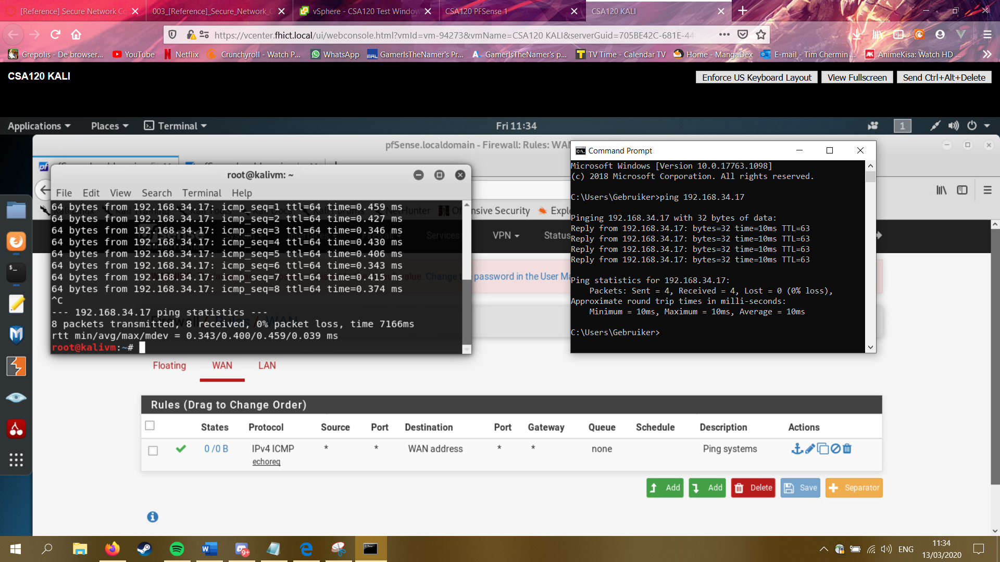 [Reference] Secure Network Co
003_[Reference]_Secure_Network_C
vSphere - CSA120 Test Window
CSA120 PFSense 1
CSA120 KALI
https://vcenter.fhict.local/ui/webconsole.html?vmId=vm-94273&vmName=CSA120 KALI&serverGuid=705BE42C-681E-44
Grepolis - De browser...
YouTube
Netflix
Crunchyroll - Watch P...
WhatsApp
GamerIsTheNamer's Pr...
GamerIsTheNamer's p...
TV Time - Calendar TV
Home - MangaDex
E-mail - Tim Chermin ...
AnimeKisa: Watch HD ...
CSA120 KALI
Enforce US Keyboard Layout
View Fullscreen
Send Ctrl+Alt+Delete
Applications
Places
Terminal
Fri 11:34
1
pfSense.localdomain - Firewall: Rules: WA
root@kalivm: ~
File Edit View Search Terminal Help
64 bytes from 192.168.34.17: icmp_seq=1 ttl=64 time=0.459 ms
64 bytes from 192.168.34.17: icmp_seq=2 ttl=64 time=0.427 ms
64 bytes from 192.168.34.17: icmp_seq=3 ttl=64 time=0.346 ms
64 bytes from 192.168.34.17: icmp_seq=4 ttl=64 time=0.430 ms
64 bytes from 192.168.34.17: icmp_seq=5 ttl=64 time=0.406 ms
64 bytes from 192.168.34.17: icmp_seq=6 ttl=64 time=0.343 ms
64 bytes from 192.168.34.17: icmp_seq=7 ttl=64 time=0.415 ms
64 bytes from 192.168.34.17: icmp_seq=8 ttl=64 time=0.374 ms
^C
--- 192.168.34.17 ping statistics ---
8 packets transmitted, 8 received, 0% packet loss, time 7166ms
rtt min/avg/max/mdev = 0.343/0.400/0.459/0.039 ms
root@kalivm:~#
nsive Security
Explo
VPN
Status
password in the User Ma
Command Prompt
Microsoft Windows [Version 10.0.17763.1098]
(c) 2018 Microsoft Corporation. All rights reserved.
C:\Users\Gebruiker>ping 192.168.34.17
Pinging 192.168.34.17 with 32 bytes of data:
Reply from 192.168.34.17: bytes=32 time=10ms TTL=63
Reply from 192.168.34.17: bytes=32 time=10ms TTL=63
Reply from 192.168.34.17: bytes=32 time=10ms TTL=63
Reply from 192.168.34.17: bytes=32 time=10ms TTL=63
Ping statistics for 192.168.34.17:
Packets: Sent = 4, Received = 4, Lost = 0 (0% loss),
Approximate round trip times in milli-seconds:
Minimum = 10ms, Maximum = 10ms, Average = 10ms
C:\Users\Gebruiker>
Floating WAN LAN
Rules (Drag to Change Order)
States Protocol Source Port Destination Port Gateway Queue Schedule Description Actions
0 /0 B IPv4 ICMP * * WAN address * * none Ping systems
echoreq
Add
Add
Delete
Save
Separator
ENG
11:34
13/03/2020